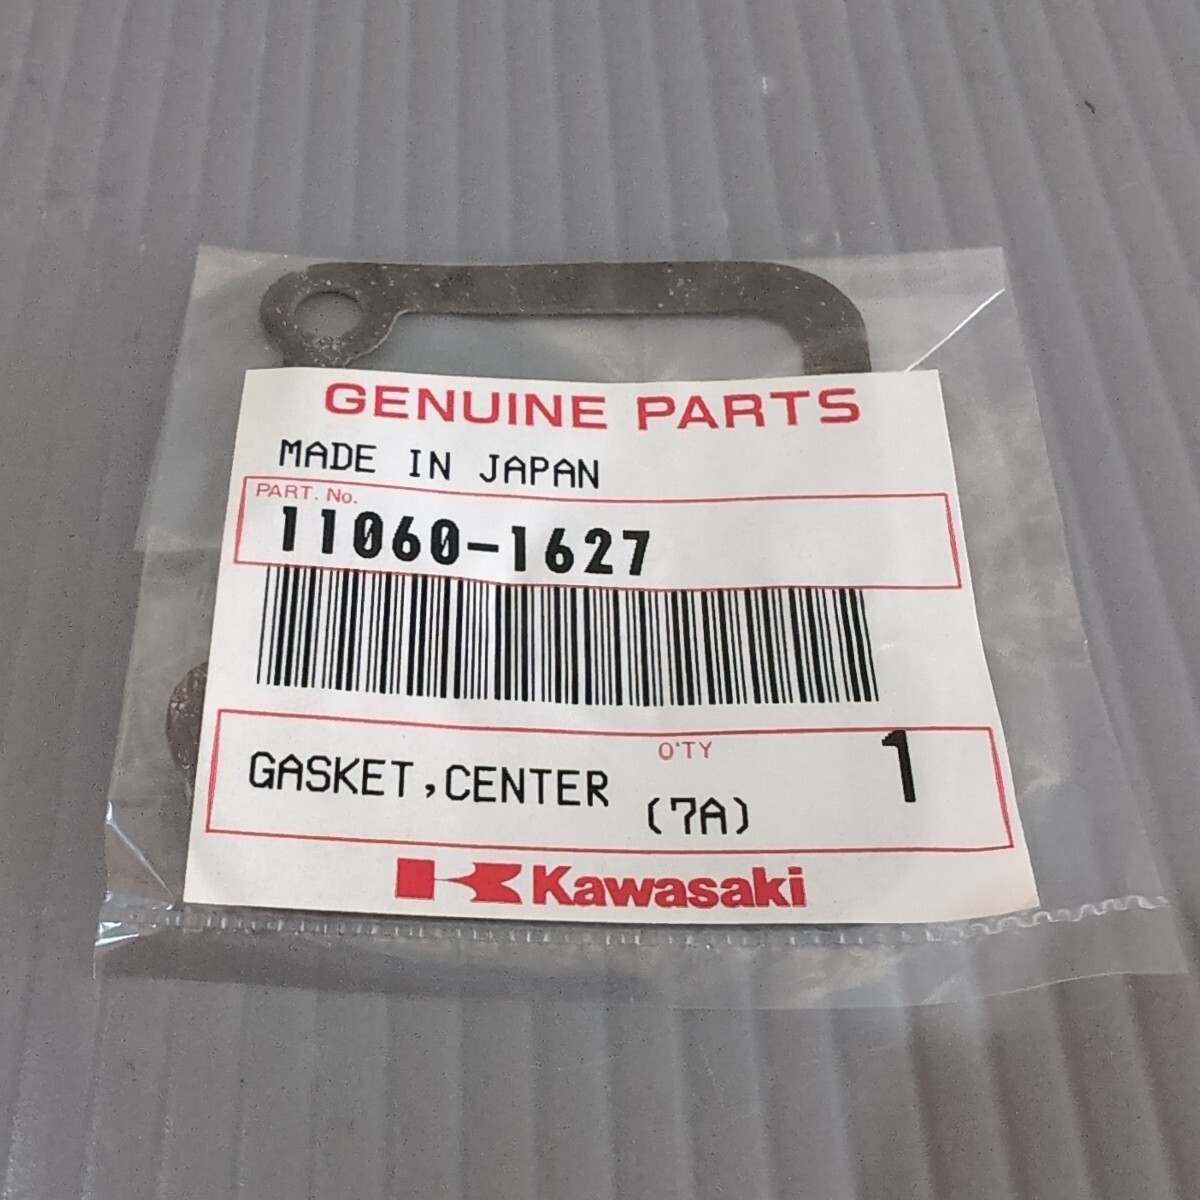 GENUINE PARTS
MADE IN JAPAN
PART. No.
11060-1627
GASKET,CENTER
Q'TY
(7A)
1
Kawasaki